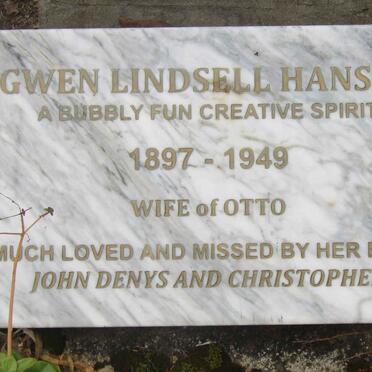 GWEN LINDSELL HANS
A BUBBLY FUN CREATIVE SPIRIT
1897 - 1949
WIFE of OTTO
MUCH LOVED AND MISSED BY HER
JOHN DENYS AND CHRISTOPHE